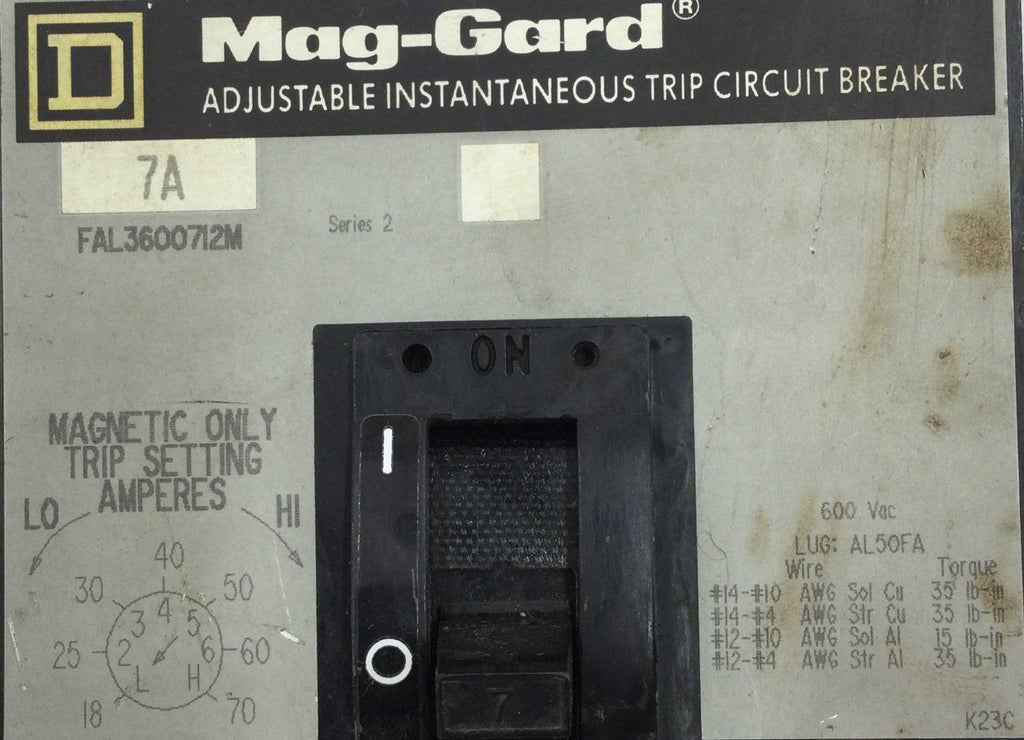 D Mag-Gard®
ADJUSTABLE INSTANTANEOUS TRIP CIRCUIT BREAKER
7A
FAL3600712M
Series 2
ON
I
O
7
MAGNETIC ONLY
TRIP SETTING
AMPERES
LO HI
40
30 50
25 60
18 70
4
3 5
2 6
L H
600 Vac
LUG: AL50FA
Wire Torque
#14-#10 AWG Sol Cu 35 lb-in
#14-#4 AWG Str Cu 35 lb-in
#12-#10 AWG Sol Al 15 lb-in
#12-#4 AWG Str Al 35 lb-in
K23C